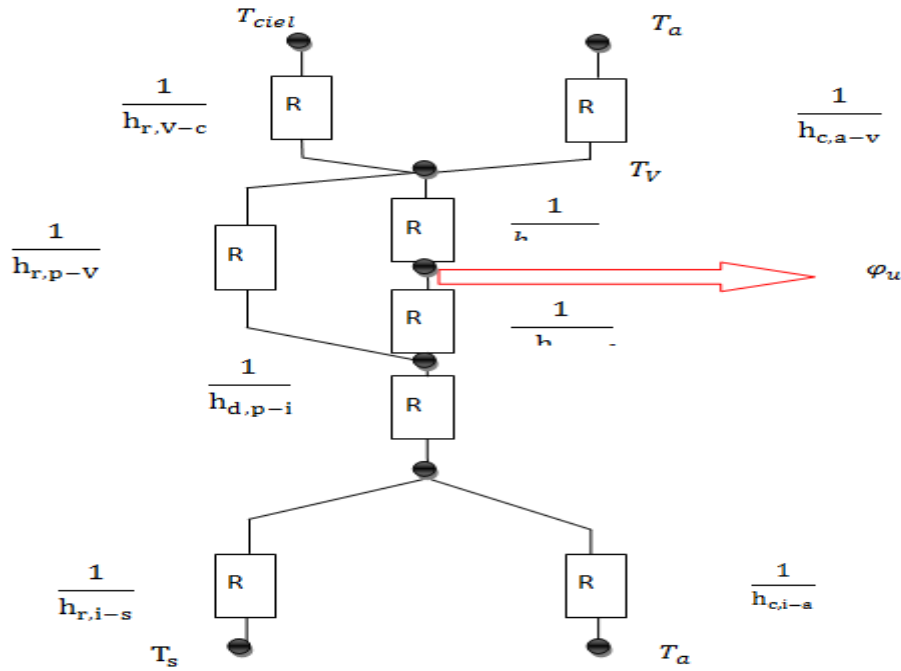 T_ciel
T_a
R
R
1
h_r,V−c
1
h_c,a−v
T_V
1
h_r,p−V
R
R
1
φ_u
R
1
1
h_d,p−i
R
1
h_r,i−s
R
R
1
h_c,i−a
T_s
T_a